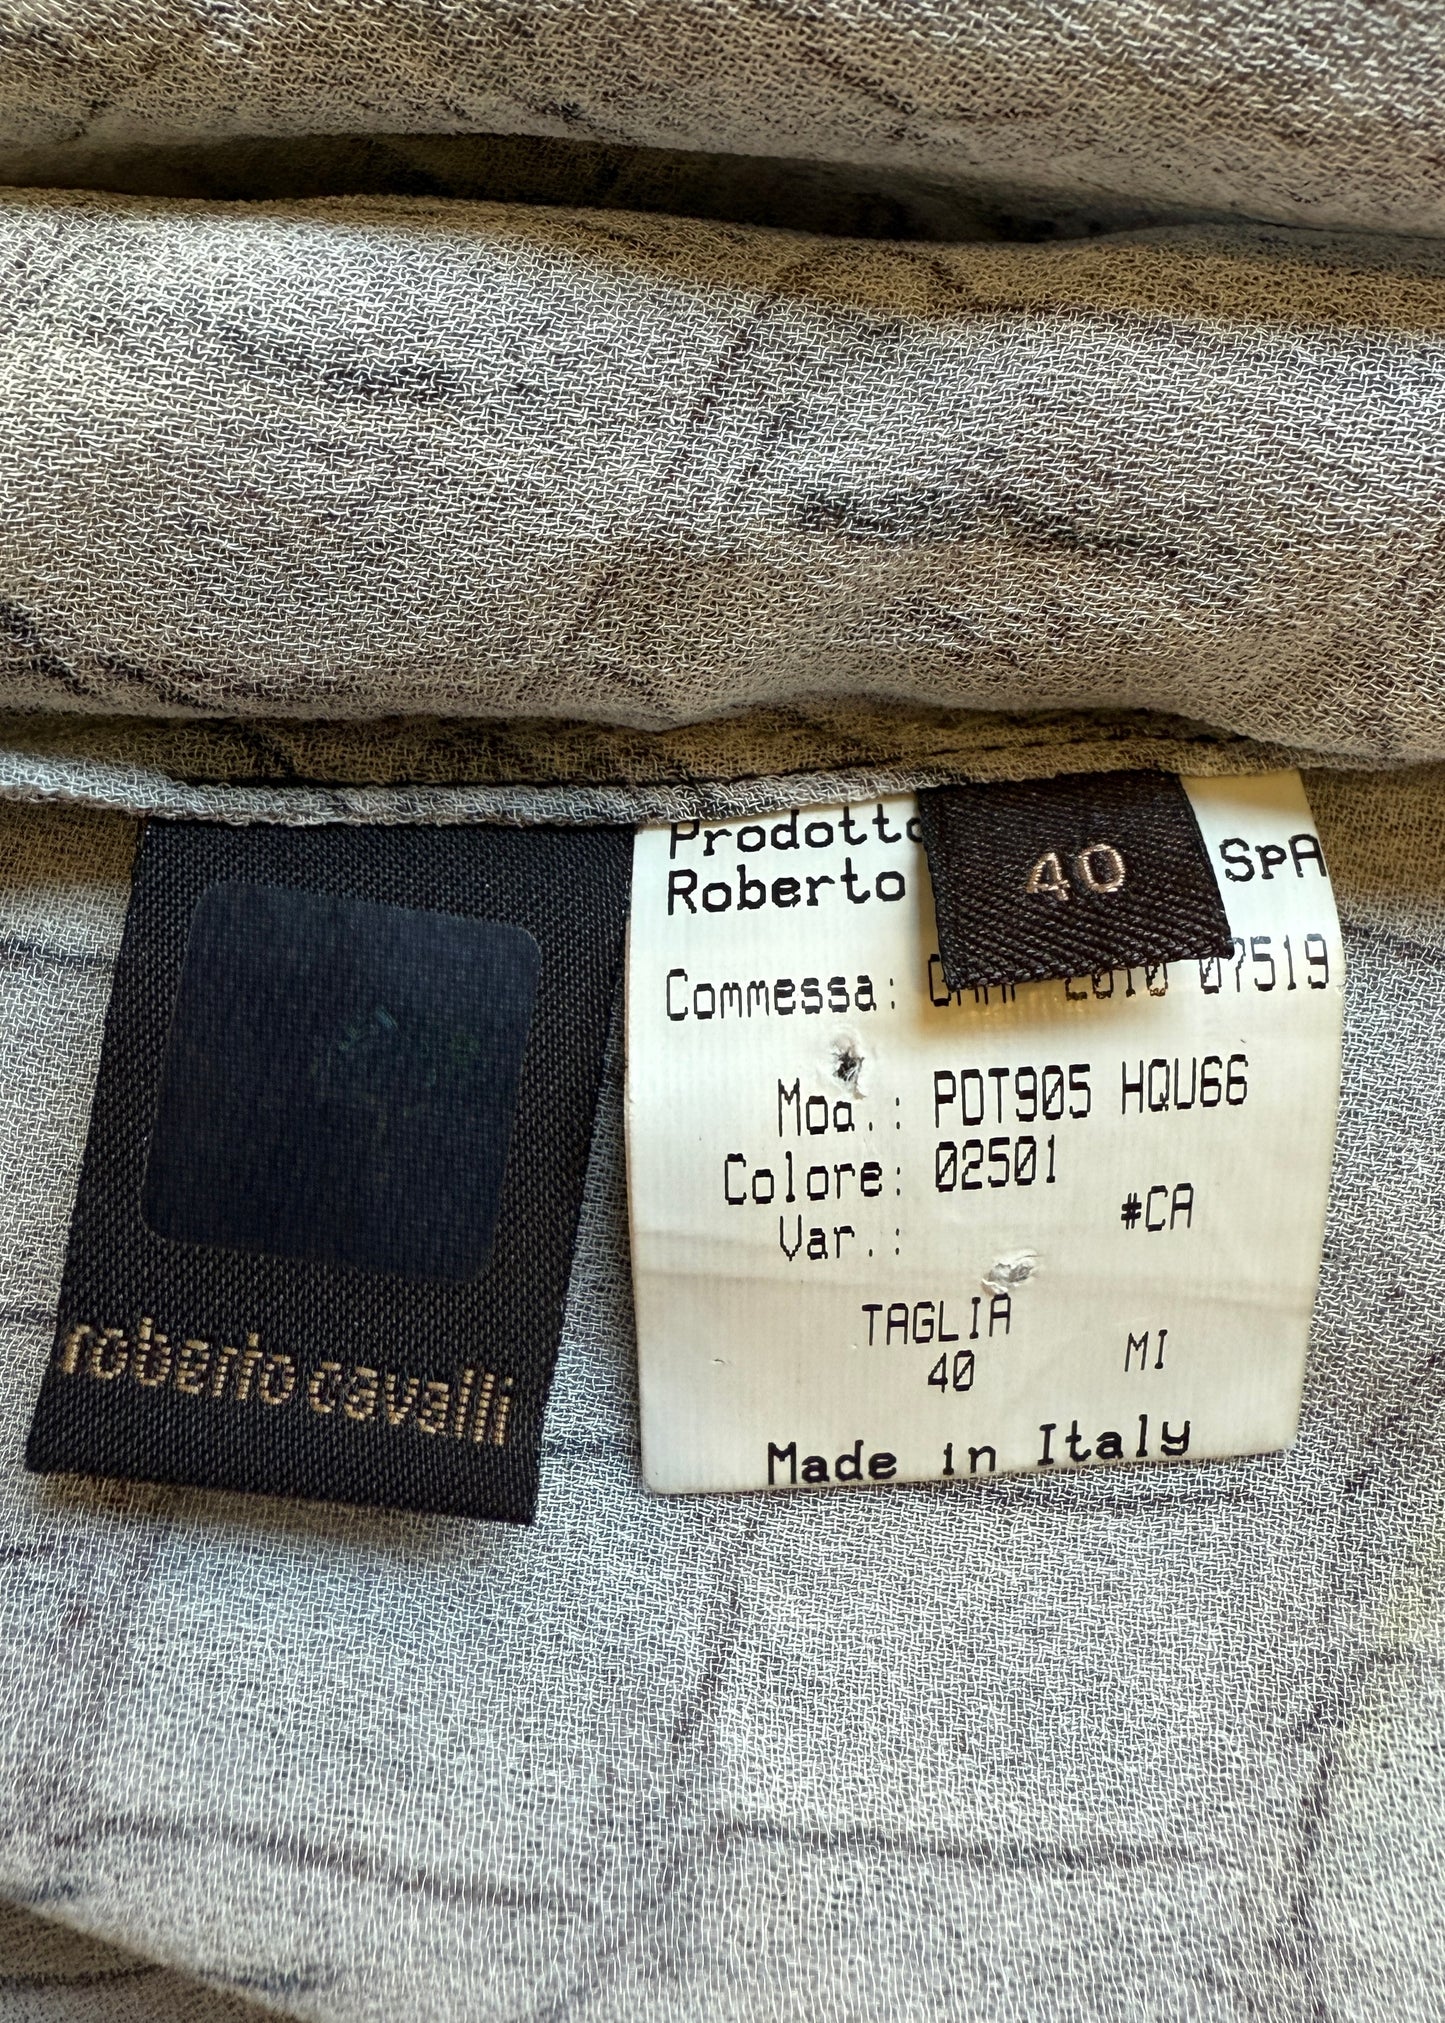 roberto cavalli
40
Prodotto
Roberto SpA
Commessa: 2010 07519
Mod.: PDT905 HQU66
Colore: 02501
Var.: #CA
TAGLIA
40 MI
Made in Italy